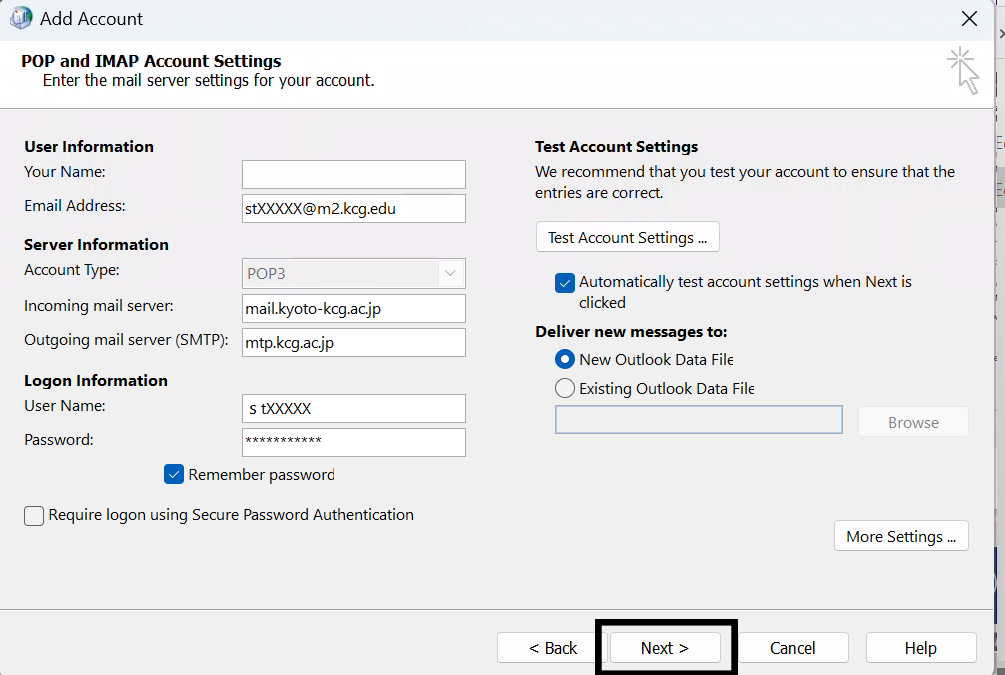 Add Account
POP and IMAP Account Settings
Enter the mail server settings for your account.
User Information
Your Name:
Email Address:
stXXXXX@m2.kcg.edu
Server Information
Account Type:
POP3
Incoming mail server:
mail.kyoto-kcg.ac.jp
Outgoing mail server (SMTP):
mtp.kcg.ac.jp
Logon Information
User Name:
s tXXXXX
Password:
***********
Remember password
Require logon using Secure Password Authentication
Test Account Settings
We recommend that you test your account to ensure that the
entries are correct.
Test Account Settings ...
Automatically test account settings when Next is
clicked
Deliver new messages to:
New Outlook Data File
Existing Outlook Data File
Browse
More Settings ...
< Back
Next >
Cancel
Help